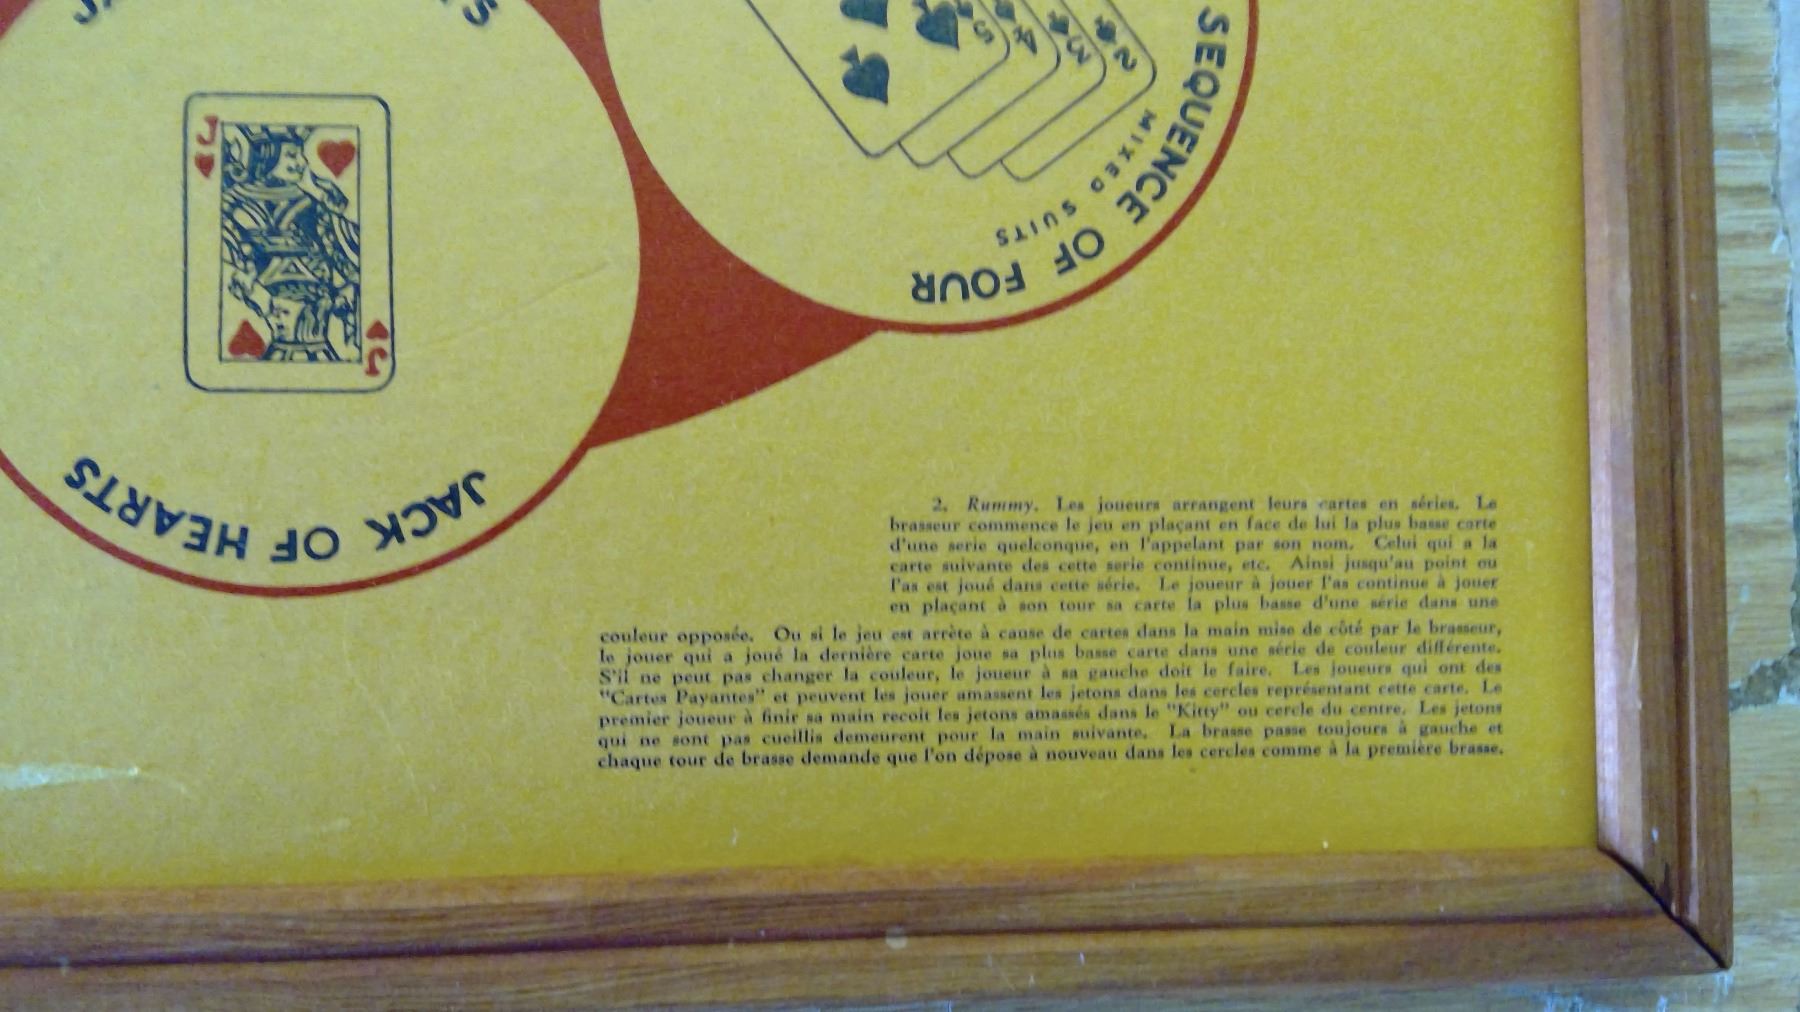 J
J
SEQUENCE OF FOUR
MIXED SUITS
5
4
3
2
JACK OF HEARTS
2. Rummy. Les joueurs arrangent leurs cartes en séries. Le
brasseur commence le jeu en plaçant en face de lui la plus basse carte
d'une serie quelconque, en l'appelant par son nom. Celui qui a la
carte suivante des cette serie continue, etc. Ainsi jusqu'au point ou
l'as est joué dans cette série. Le joueur à jouer l'as continue à jouer
en plaçant à son tour sa carte la plus basse d'une série dans une
couleur opposée. Ou si le jeu est arrète à cause de cartes dans la main mise de côté par le brasseur,
le jouer qui a joué la dernière carte joue sa plus basse carte dans une série de couleur différente.
S'il ne peut pas changer la couleur, le joueur à sa gauche doit le faire. Les joueurs qui ont des
"Cartes Payantes" et peuvent les jouer amassent les jetons dans les cercles représentant cette carte. Le
premier joueur à finir sa main recoit les jetons amassés dans le "Kitty" ou cercle du centre. Les jetons
qui ne sont pas cueillis demeurent pour la main suivante. La brasse passe toujours à gauche et
chaque tour de brasse demande que l'on dépose à nouveau dans les cercles comme à la première brasse.